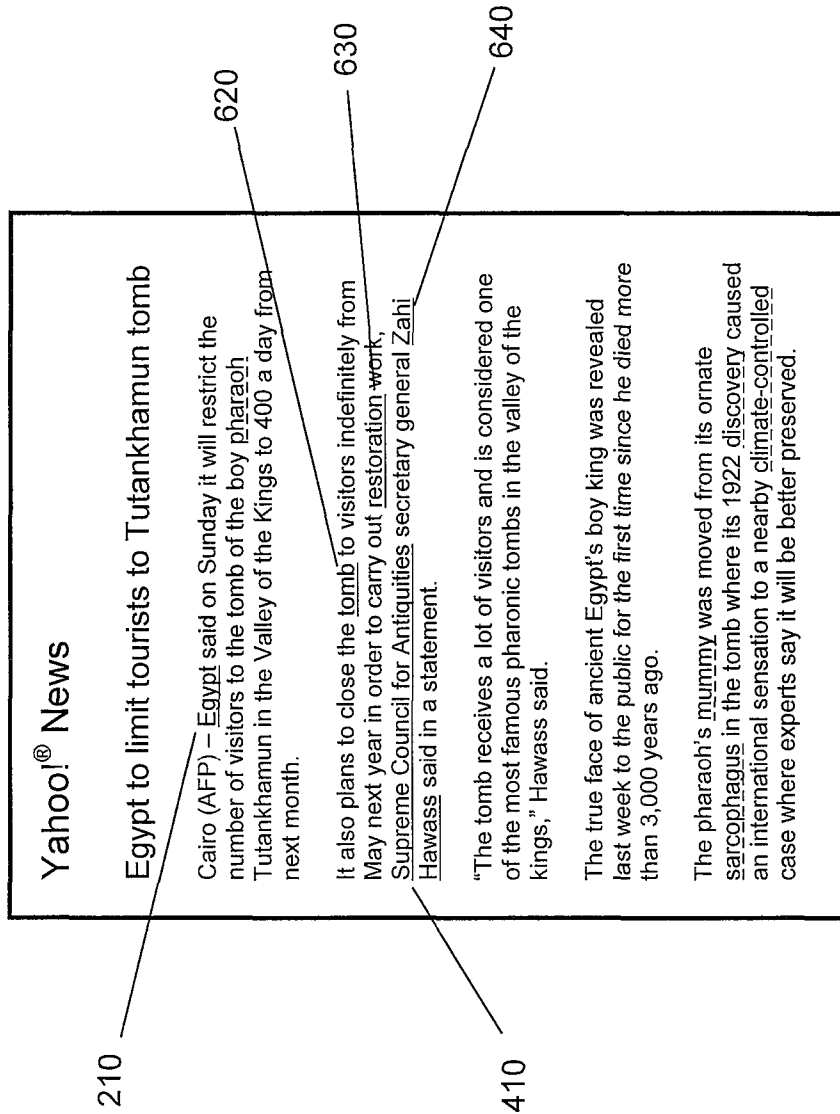 Yahoo!® News
Egypt to limit tourists to Tutankhamun tomb
Cairo (AFP) – Egypt said on Sunday it will restrict the
number of visitors to the tomb of the boy pharaoh
Tutankhamun in the Valley of the Kings to 400 a day from
next month.
It also plans to close the tomb to visitors indefinitely from
May next year in order to carry out restoration work,
Supreme Council for Antiquities secretary general Zahi
Hawass said in a statement.
“The tomb receives a lot of visitors and is considered one
of the most famous pharonic tombs in the valley of the
kings,” Hawass said.
The true face of ancient Egypt's boy king was revealed
last week to the public for the first time since he died more
than 3,000 years ago.
The pharaoh's mummy was moved from its ornate
sarcophagus in the tomb where its 1922 discovery caused
an international sensation to a nearby climate-controlled
case where experts say it will be better preserved.
210
410
620
630
640